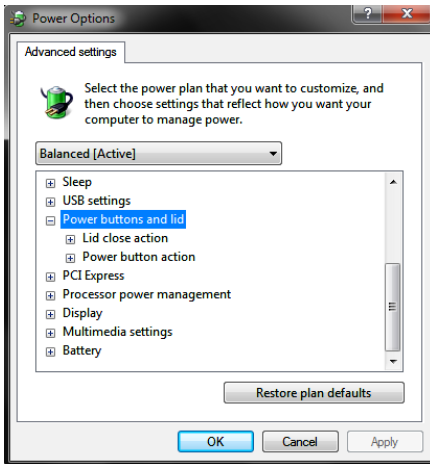 Power Options
Advanced settings
Select the power plan that you want to customize, and
then choose settings that reflect how you want your
computer to manage power.
Balanced [Active]
Sleep
USB settings
Power buttons and lid
Lid close action
Power button action
PCI Express
Processor power management
Display
Multimedia settings
Battery
Restore plan defaults
OK Cancel Apply